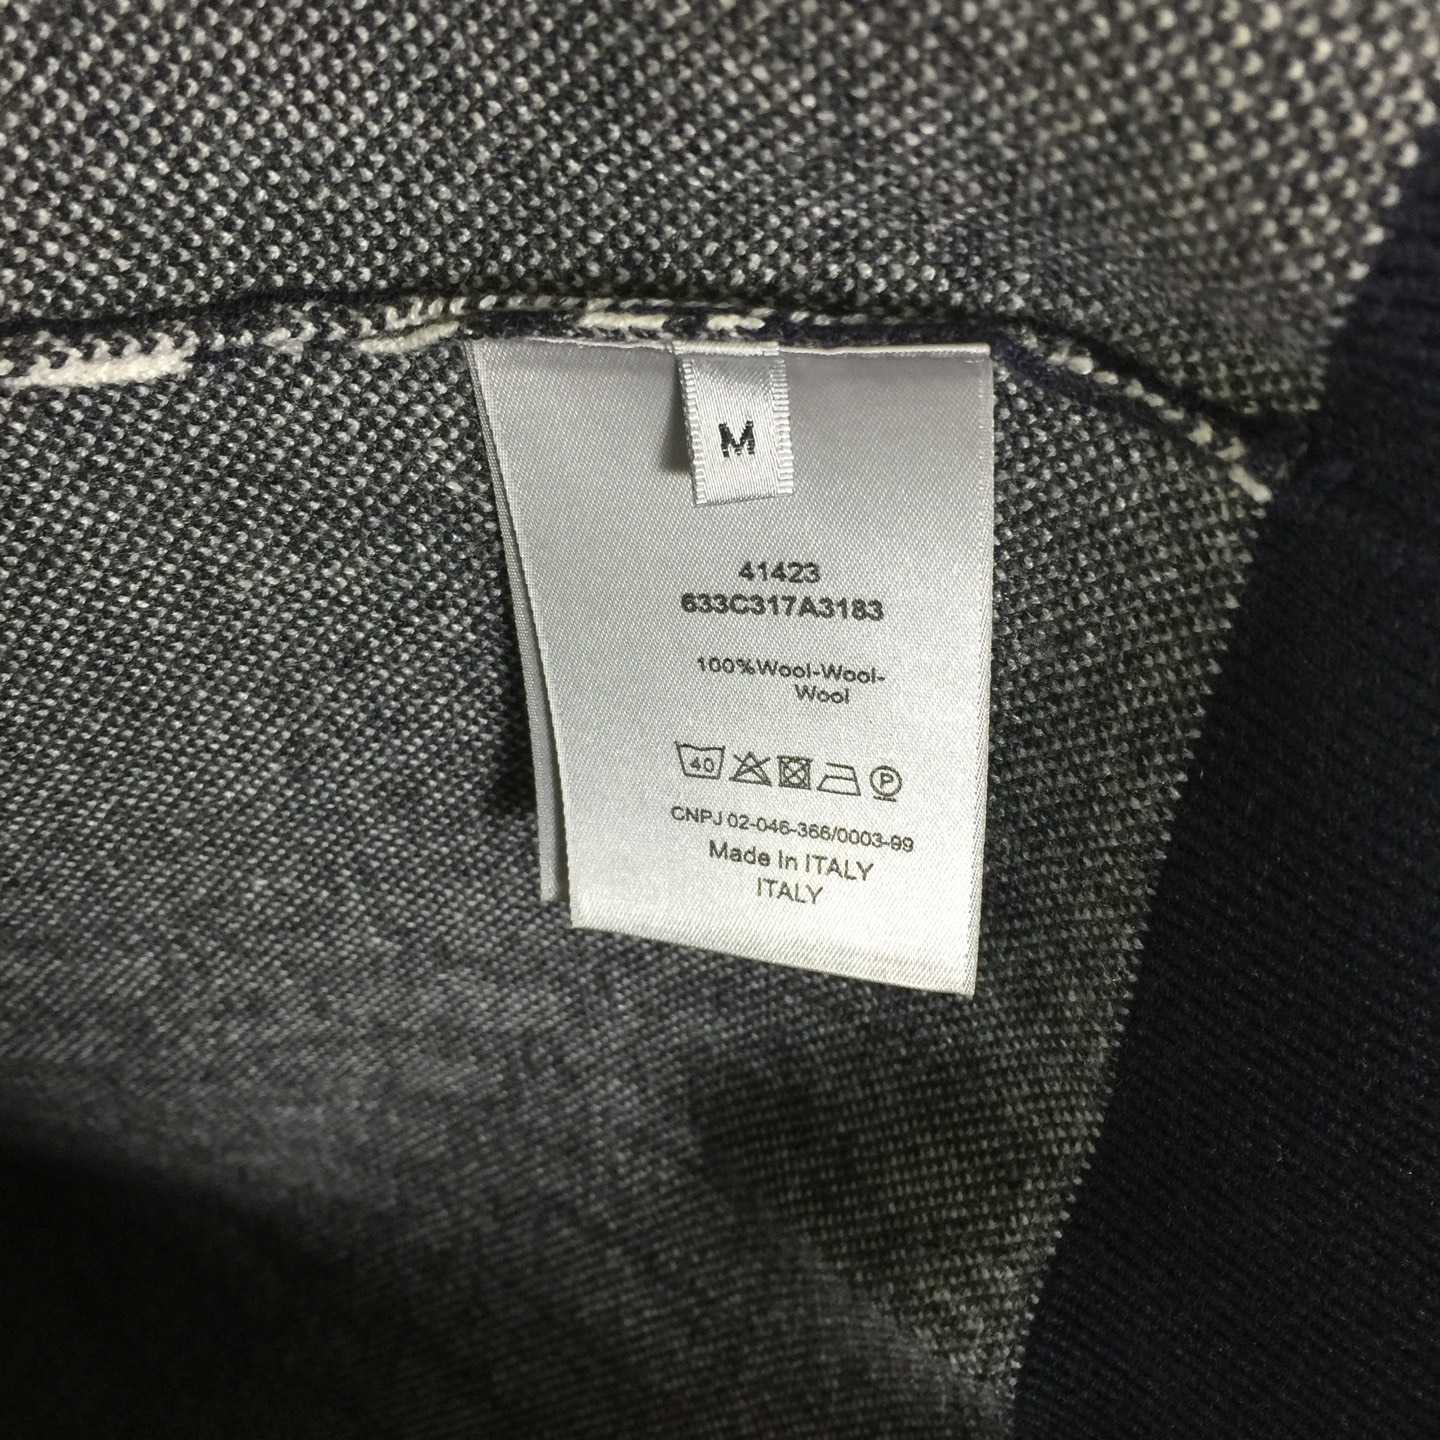 M
41423
633C317A3183
100%Wool-Wool-
Wool
40 P
CNPJ 02-046-366/0003-99
Made In ITALY
ITALY